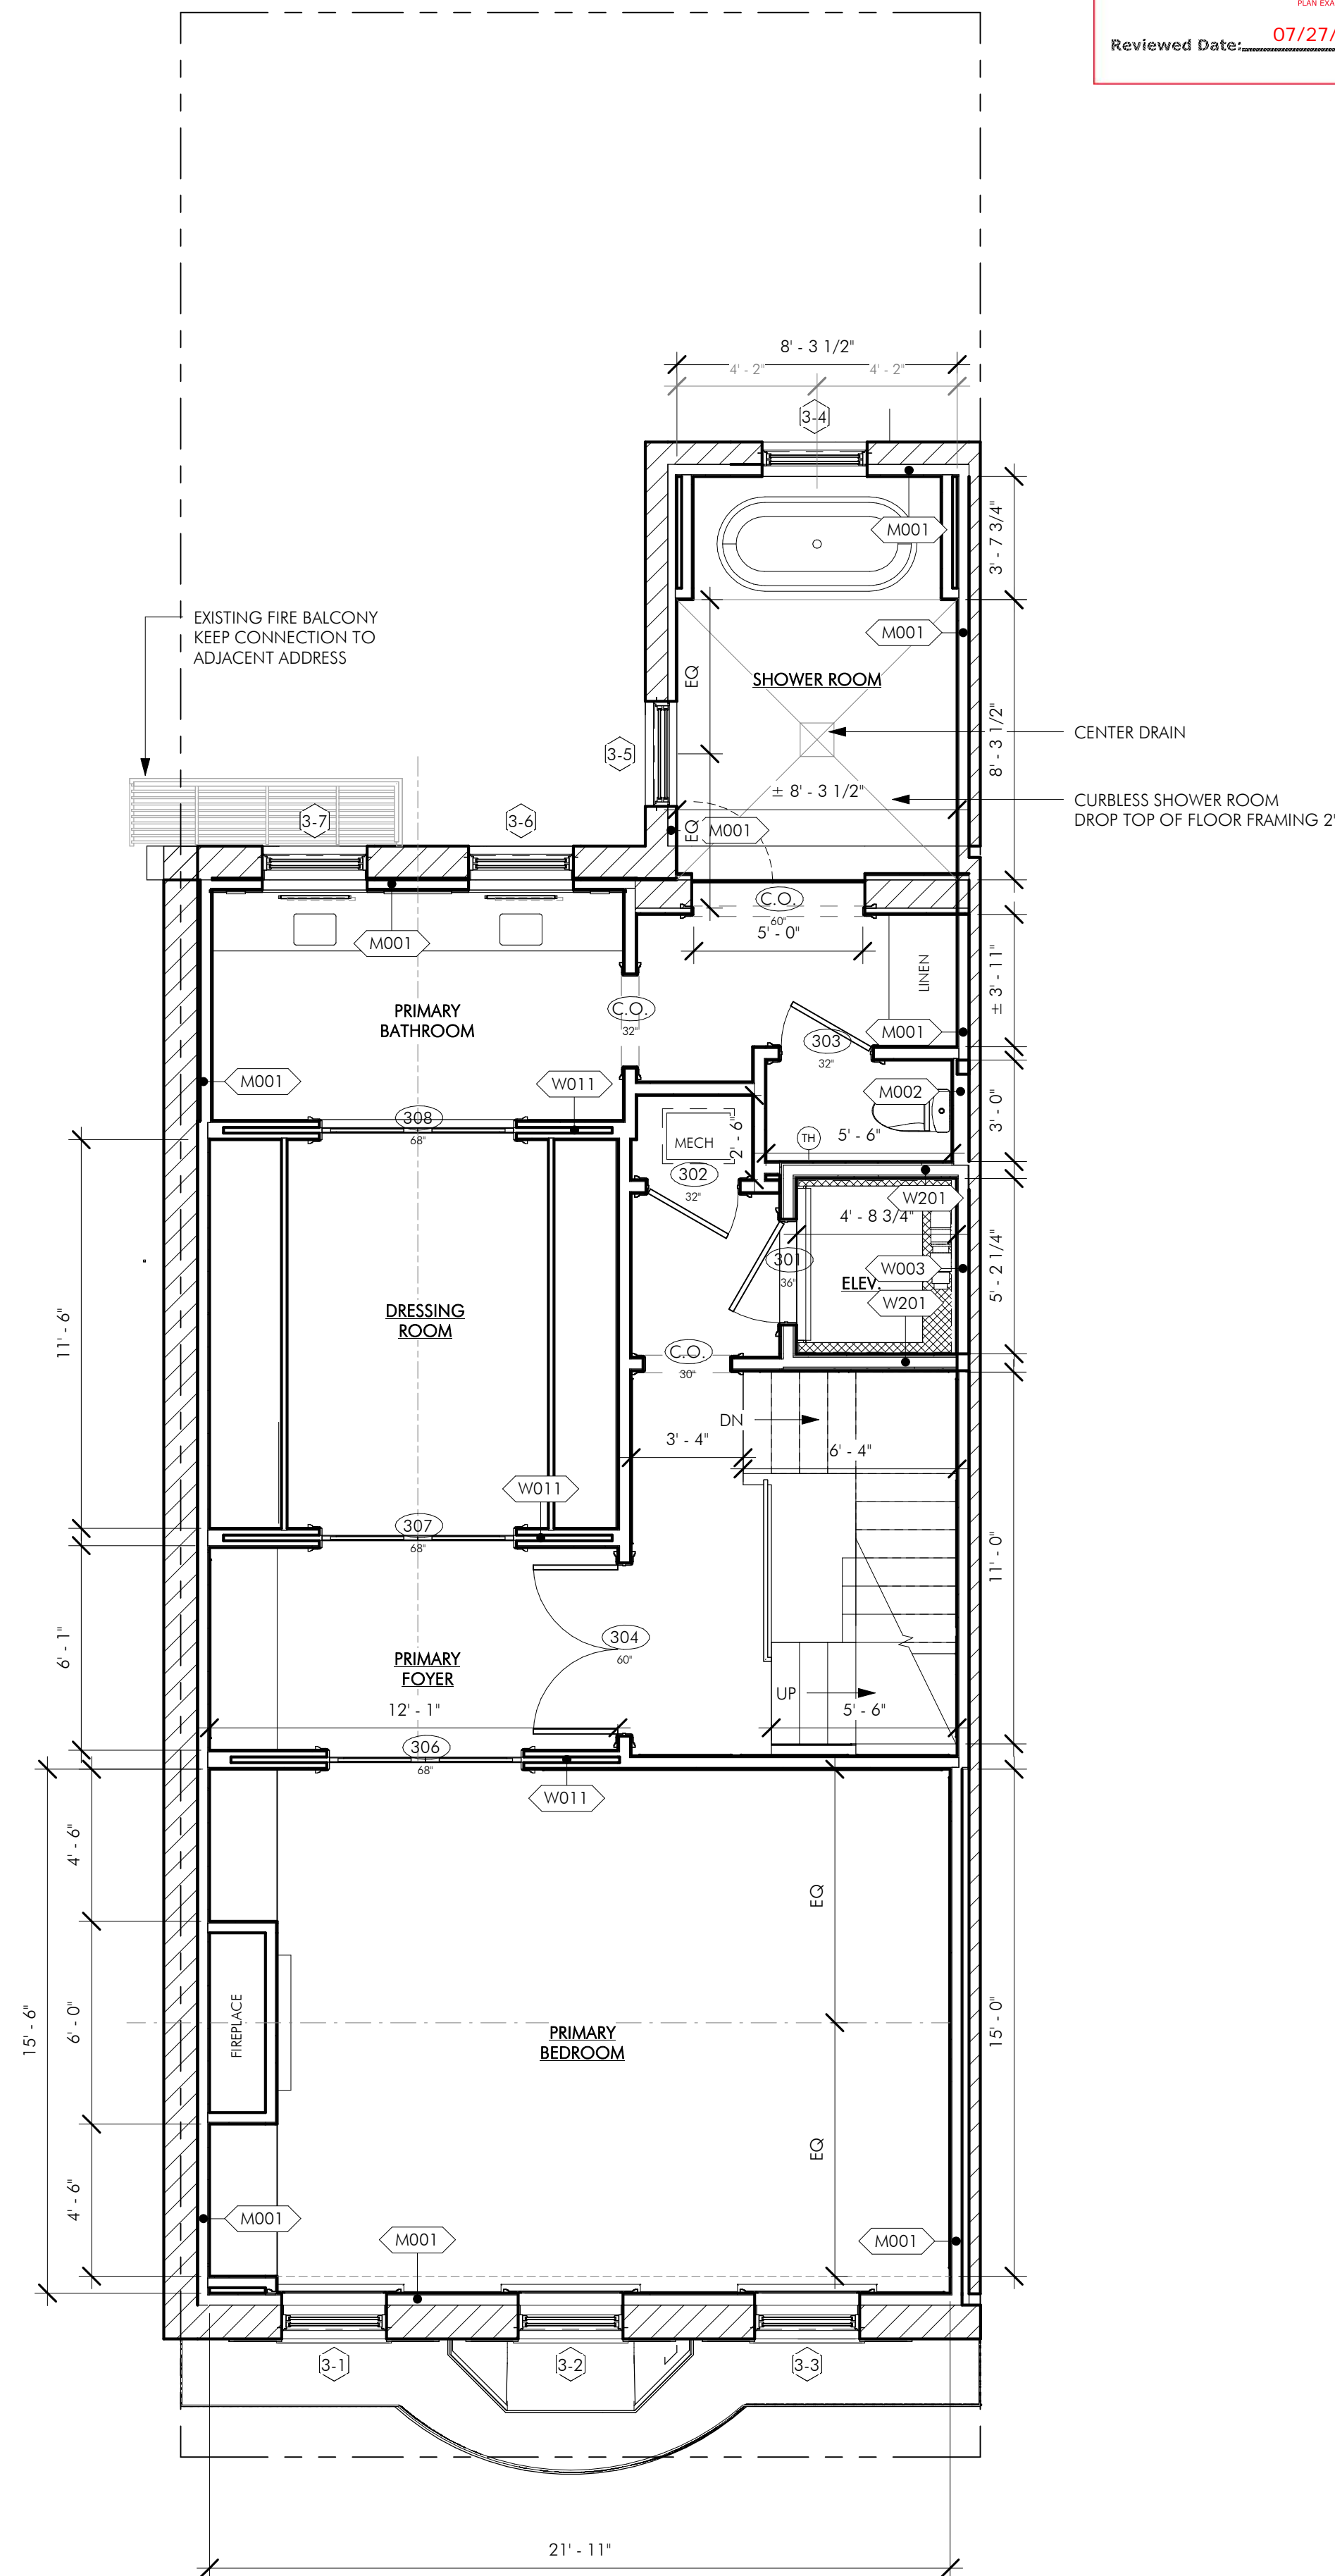 PLAN EXA
Reviewed Date: 07/27/
8' - 3 1/2"
4' - 2" 4' - 2"
3-4
M001
3' - 7 3/4"
EXISTING FIRE BALCONY
KEEP CONNECTION TO
ADJACENT ADDRESS
M001
EQ
SHOWER ROOM
8' - 3 1/2"
CENTER DRAIN
3-5
± 8' - 3 1/2"
CURBLESS SHOWER ROOM
DROP TOP OF FLOOR FRAMING 2"
3-7
3-6
EQ
M001
C.O.
60"
5' - 0"
M001
LINEN
± 3' - 11"
PRIMARY
BATHROOM
C.O.
32"
M001
303
32"
M001
W011
M002
3' - 0"
308
68"
MECH
2' - 6"
TH
5' - 6"
302
32"
W201
4' - 8 3/4"
301
36"
W003
ELEV.
W201
5' - 2 1/4"
11' - 6"
DRESSING
ROOM
C.O.
30"
DN
3' - 4"
6' - 4"
W011
307
68"
11' - 0"
6' - 1"
304
60"
PRIMARY
FOYER
UP
12' - 1"
5' - 6"
306
68"
W011
4' - 6"
EQ
15' - 6"
6' - 0"
FIREPLACE
PRIMARY
BEDROOM
15' - 0"
EQ
4' - 6"
M001
M001
M001
3-1
3-2
3-3
21' - 11"